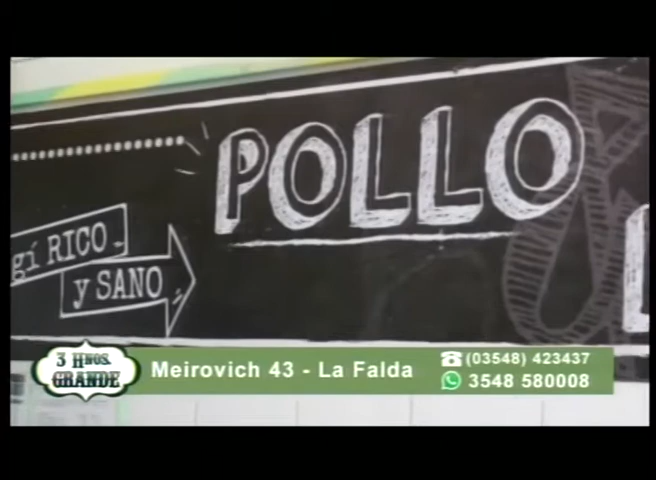 POLLO
gí RICO
y SANO
3 HNOS.
GRANDE
Meirovich 43 - La Falda
(03548) 423437
3548 580008